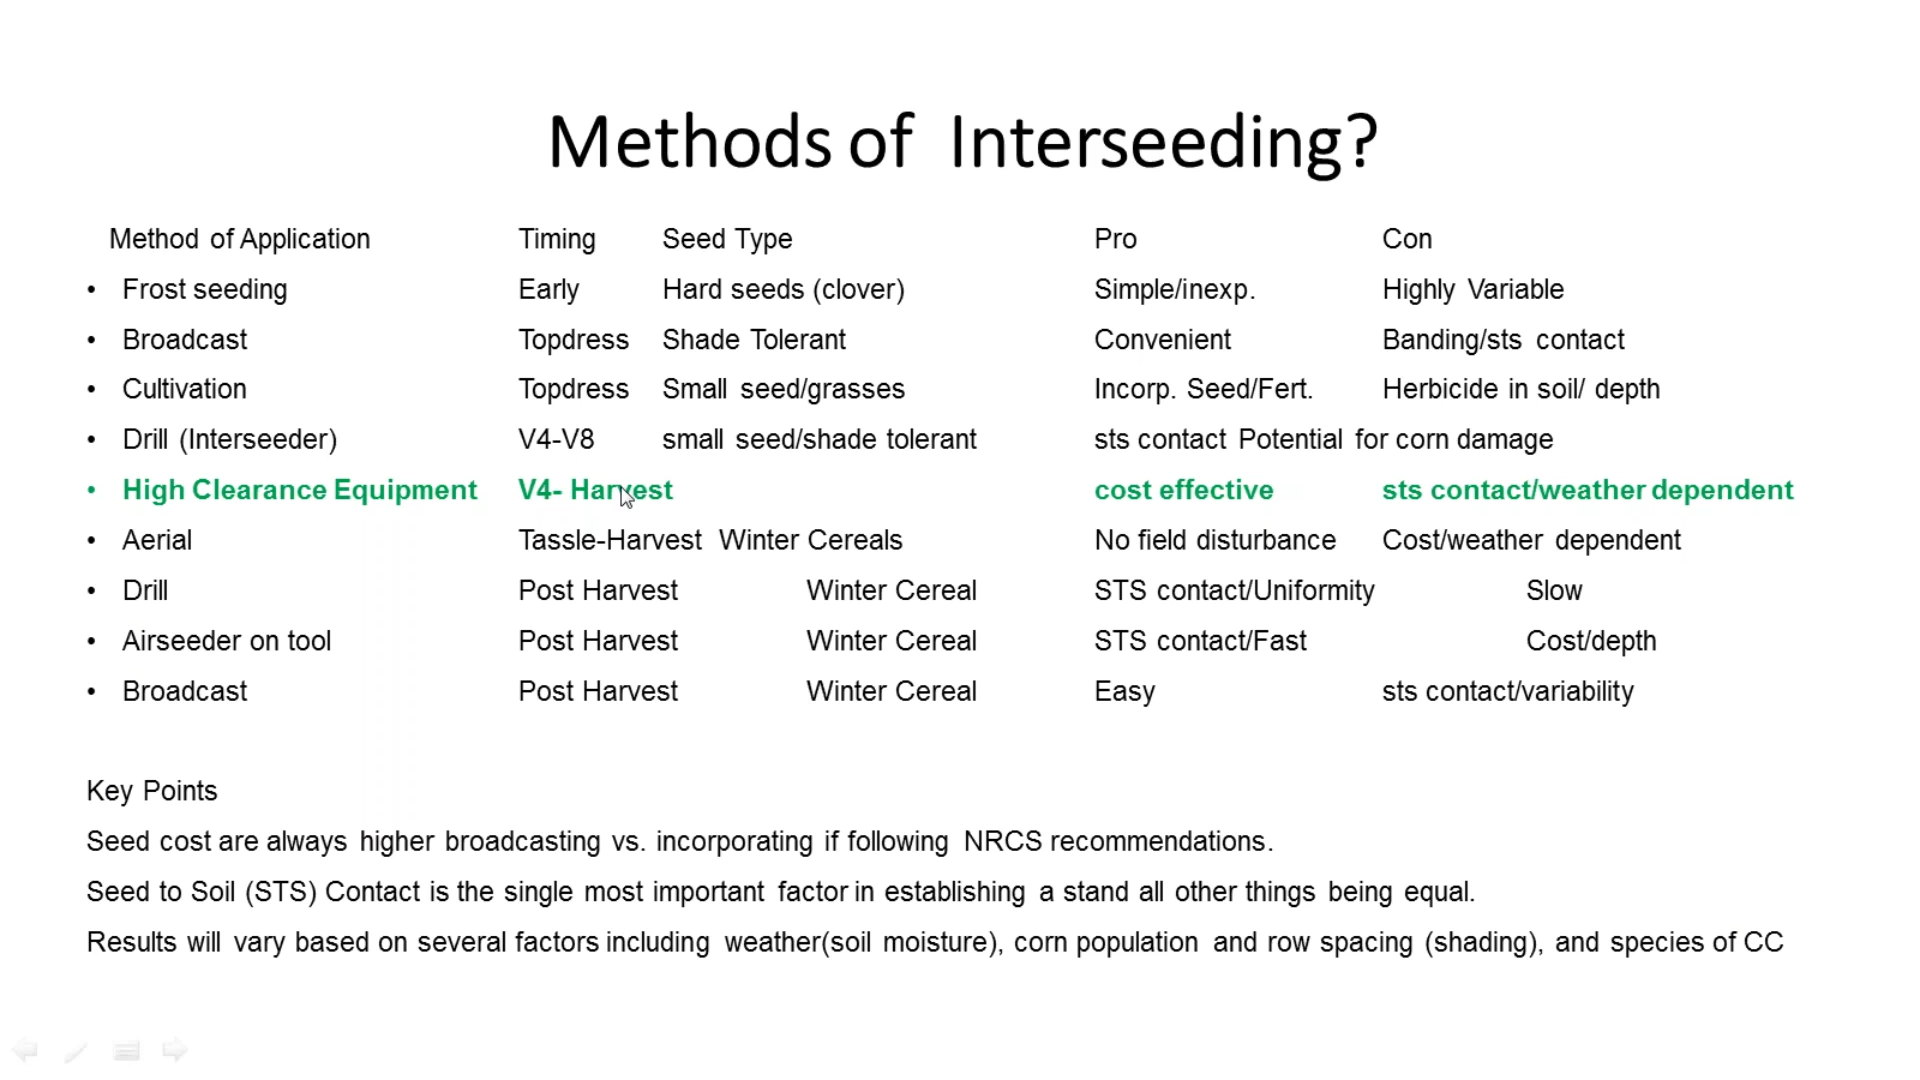 Methods of Interseeding?
Method of Application Timing Seed Type Pro Con
• Frost seeding Early Hard seeds (clover) Simple/inexp. Highly Variable
• Broadcast Topdress Shade Tolerant Convenient Banding/sts contact
• Cultivation Topdress Small seed/grasses Incorp. Seed/Fert. Herbicide in soil/ depth
• Drill (Interseeder) V4-V8 small seed/shade tolerant sts contact Potential for corn damage
• High Clearance Equipment V4- Harvest cost effective sts contact/weather dependent
• Aerial Tassle-Harvest Winter Cereals No field disturbance Cost/weather dependent
• Drill Post Harvest Winter Cereal STS contact/Uniformity Slow
• Airseeder on tool Post Harvest Winter Cereal STS contact/Fast Cost/depth
• Broadcast Post Harvest Winter Cereal Easy sts contact/variability
Key Points
Seed cost are always higher broadcasting vs. incorporating if following NRCS recommendations.
Seed to Soil (STS) Contact is the single most important factor in establishing a stand all other things being equal.
Results will vary based on several factors including weather(soil moisture), corn population and row spacing (shading), and species of CC